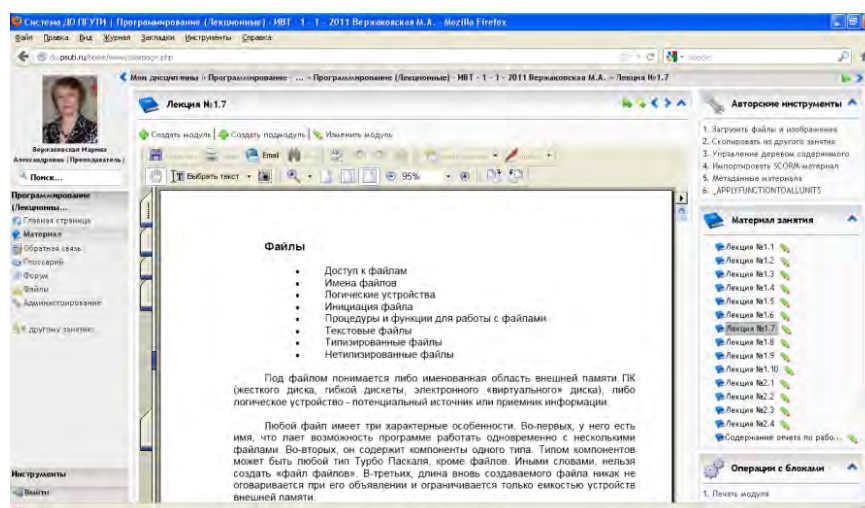 Система ДО ПГУТИ | Программирование (Лекционные) - ИВТ - 1 - 1 - 2011 Вержаковская М.А. - Mozilla Firefox
Файл Правка Вид Журнал Закладки Инструменты Справка
Мои дисциплины » Программирование - ... » Программирование (Лекционные) - ИВТ - 1 - 1 - 2011 Вержаковская М.А. » Лекция №1.7
Вержаковская Марина
Александровна (Преподаватель)
Поиск...
Программирование
(Лекционны...
Главная страница
Материал
Обратная связь
Глоссарий
Форум
Файлы
Администрирование
К другому занятию
Инструменты
Выйти
Лекция №1.7
Создать модуль | Создать подмодуль | Изменить модуль
Email
Выбрать текст
95%
Файлы
• Доступ к файлам
• Имена файлов
• Логические устройства
• Инициация файла
• Процедуры и функции для работы с файлами
• Текстовые файлы
• Типизированные файлы
• Нетипизированные файлы
Под файлом понимается либо именованная область внешней памяти ПК
(жесткого диска, гибкой дискеты, электронного «виртуального» диска), либо
логическое устройство - потенциальный источник или приемник информации.
Любой файл имеет три характерные особенности. Во-первых, у него есть
имя, что дает возможность программе работать одновременно с несколькими
файлами. Во-вторых, он содержит компоненты одного типа. Типом компонентов
может быть любой тип Турбо Паскаля, кроме файлов. Иными словами, нельзя
создать «файл файлов». В-третьих, длина вновь создаваемого файла никак не
оговаривается при его объявлении и ограничивается только емкостью устройств
внешней памяти.
Авторские инструменты
1. Загрузить файлы и изображения
2. Скопировать из другого занятия
3. Управление деревом содержимого
4. Импортировать SCORM-материал
5. Метаданные материала
6. _APPLYFUNCTIONTOALLUNITS
Материал занятия
Лекция №1.1
Лекция №1.2
Лекция №1.3
Лекция №1.4
Лекция №1.5
Лекция №1.6
Лекция №1.7
Лекция №1.8
Лекция №1.9
Лекция №1.10
Лекция №2.1
Лекция №2.2
Лекция №2.3
Лекция №2.4
Содержание отчета по рабо...
Операции с блоками
1. Печать модуля